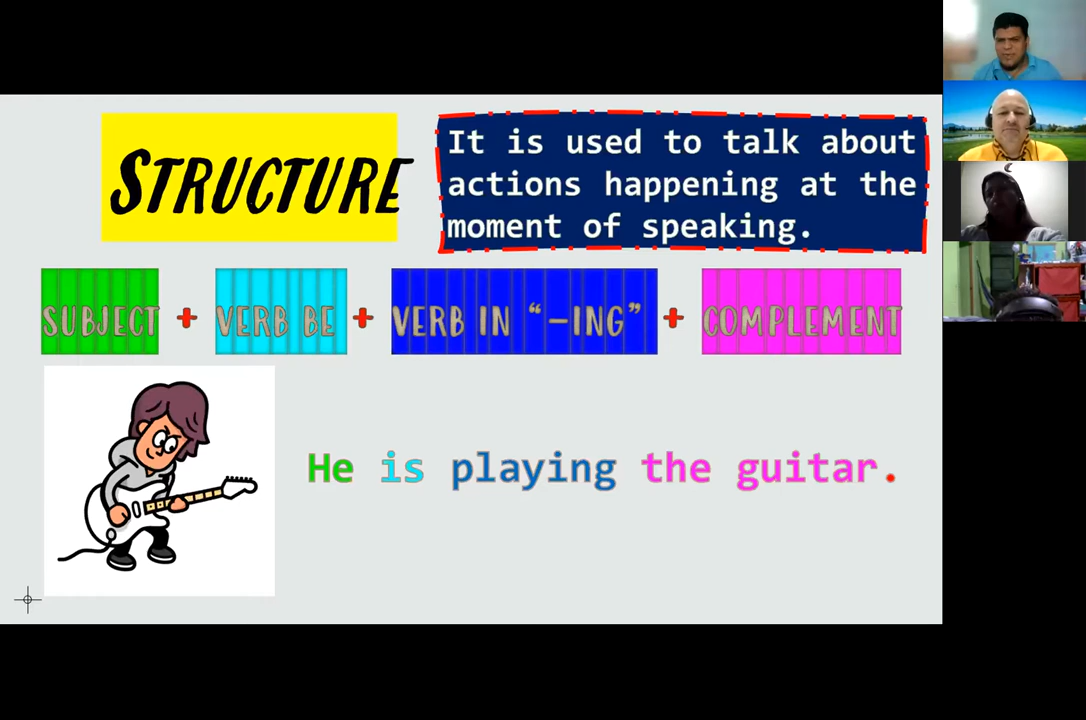 STRUCTURE
It is used to talk about
actions happening at the
moment of speaking.
SUBJECT + VERB BE + VERB IN “-ING” + COMPLEMENT
He is playing the guitar.